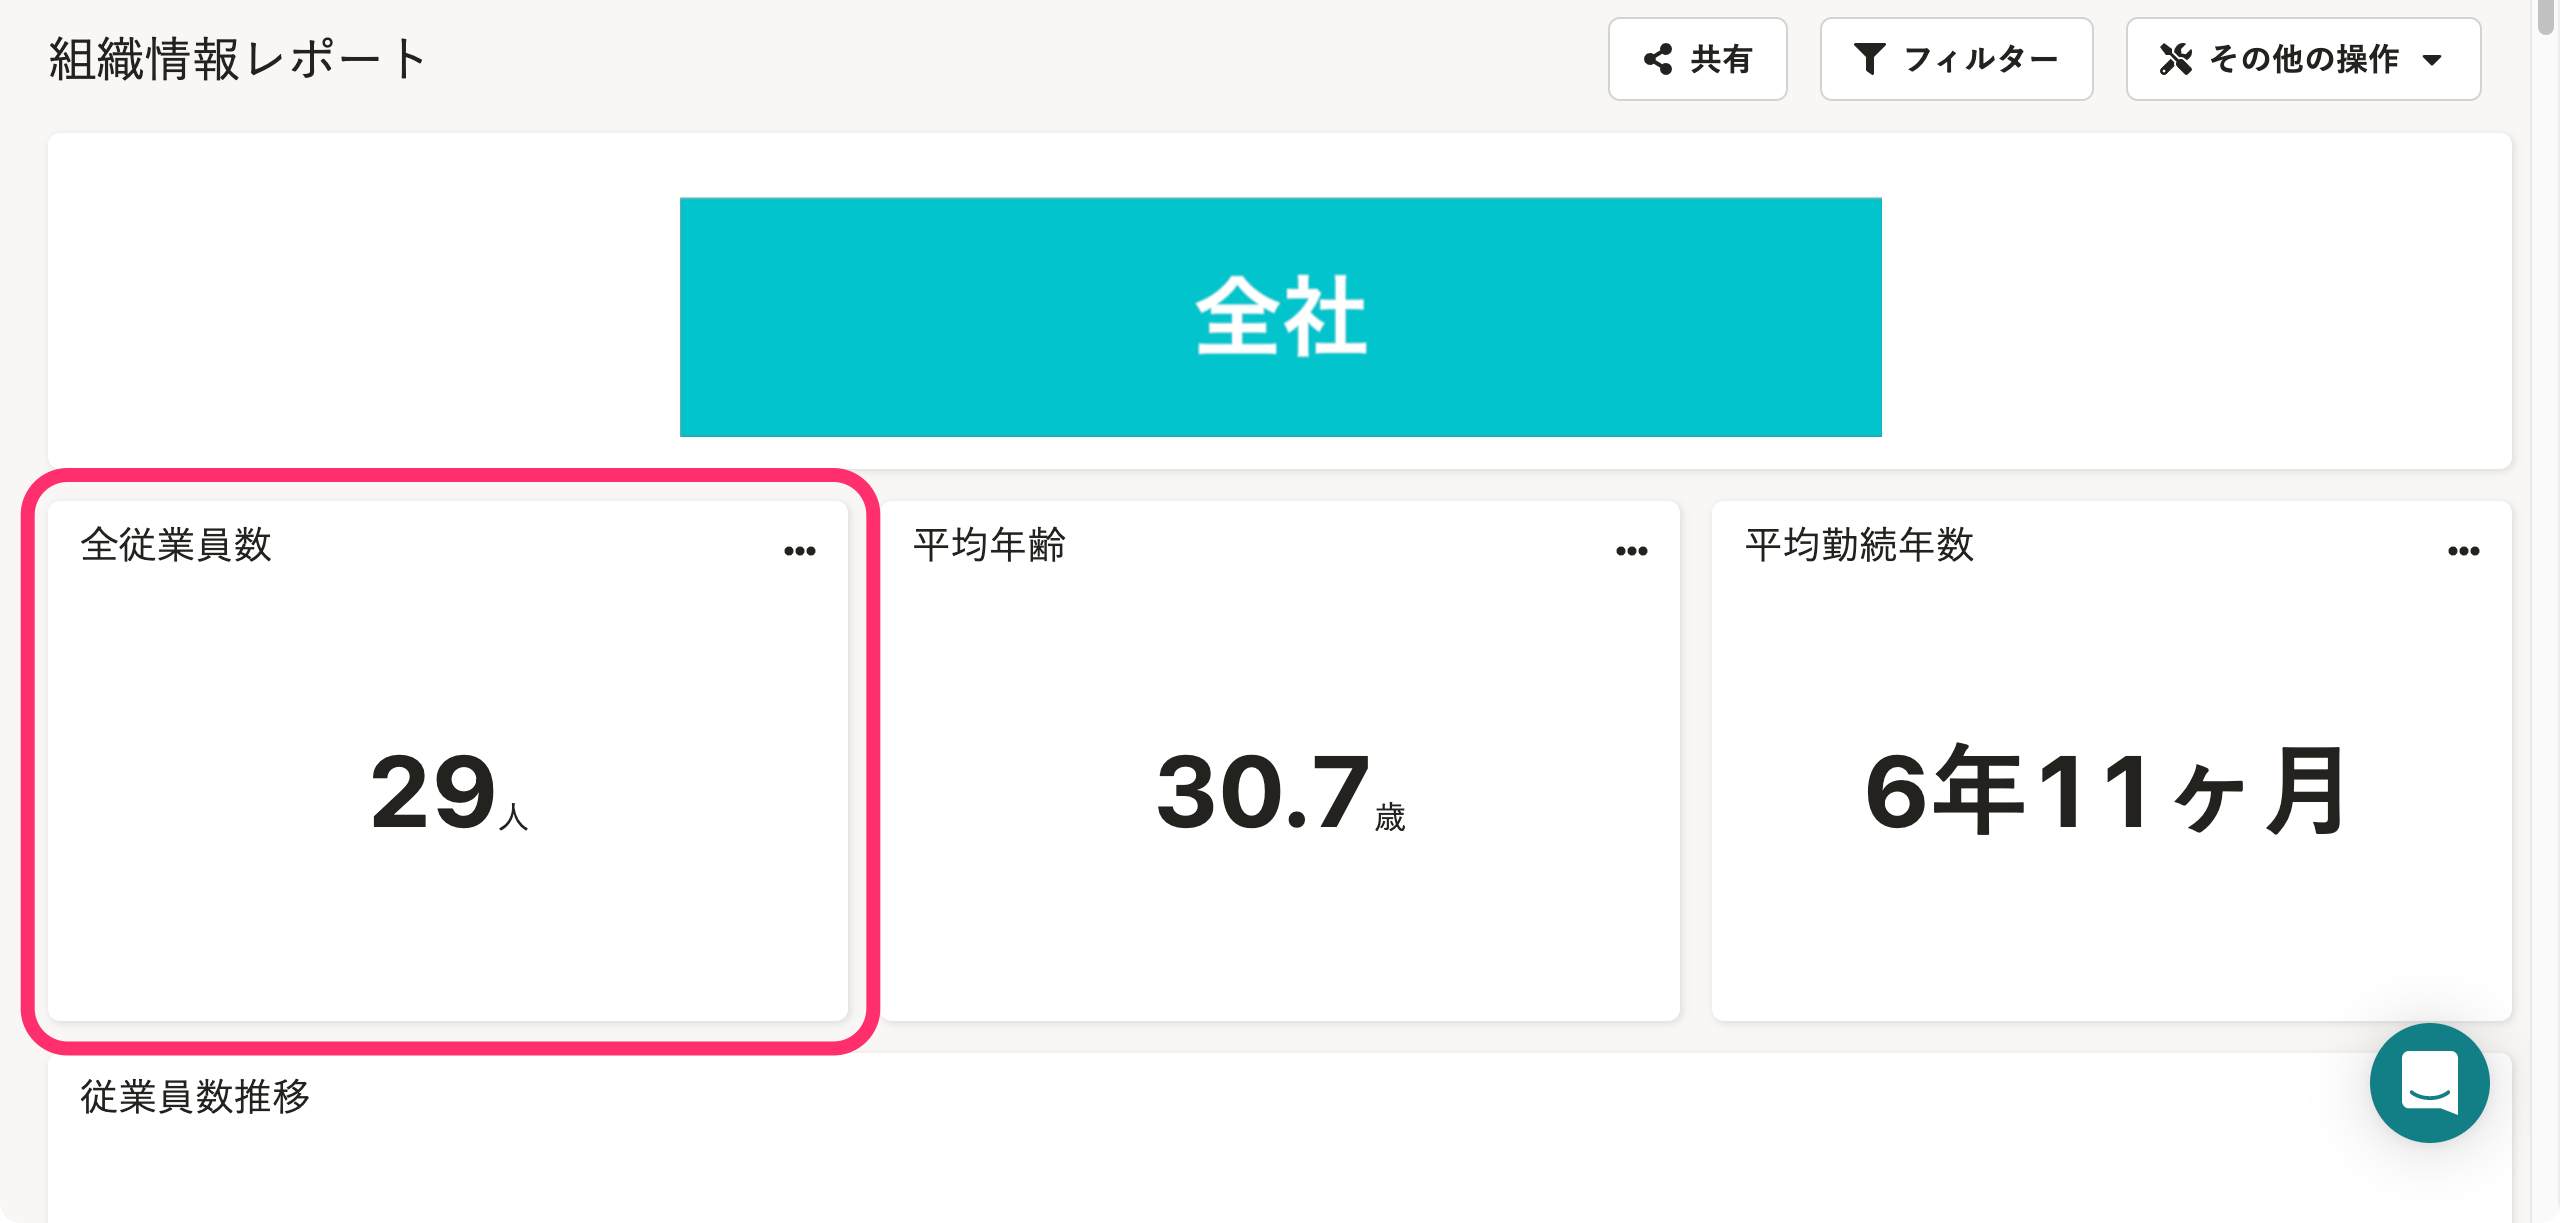 組織情報レポート
共有
フィルター
その他の操作
全社
全従業員数
平均年齢
平均勤続年数
29人
30.7歳
6年11ヶ月
従業員数推移